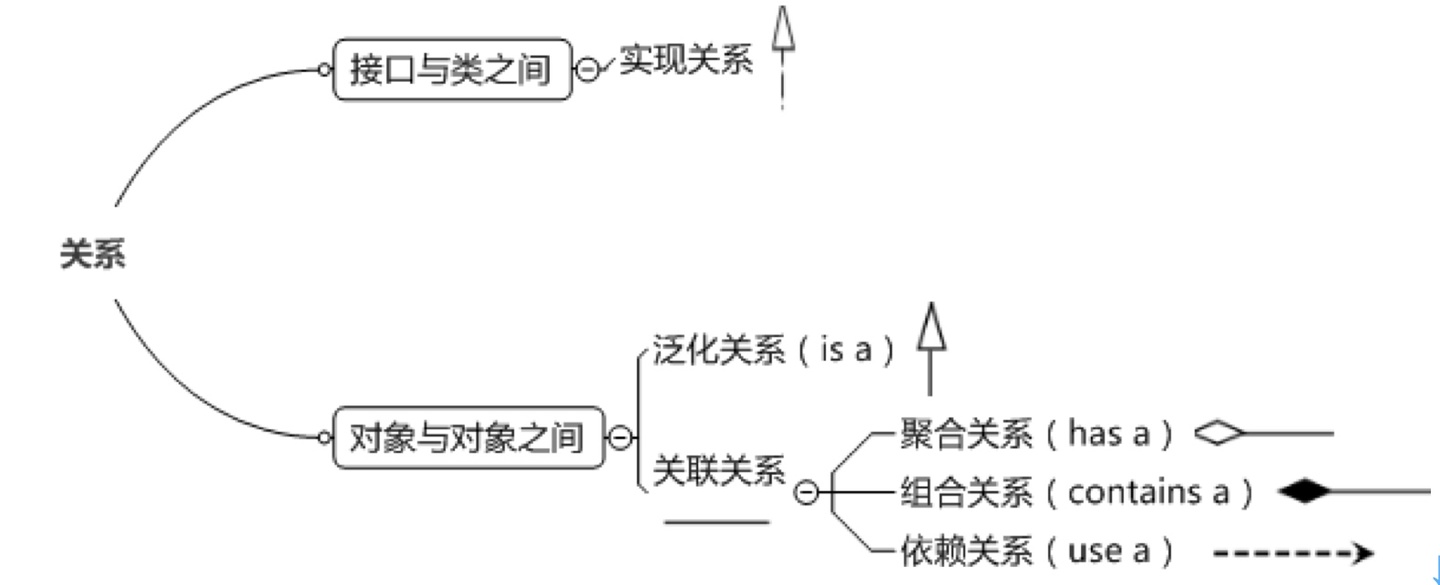 接口与类之间
实现关系
关系
泛化关系（is a）
对象与对象之间
关联关系
聚合关系（has a）
组合关系（contains a）
依赖关系（use a）